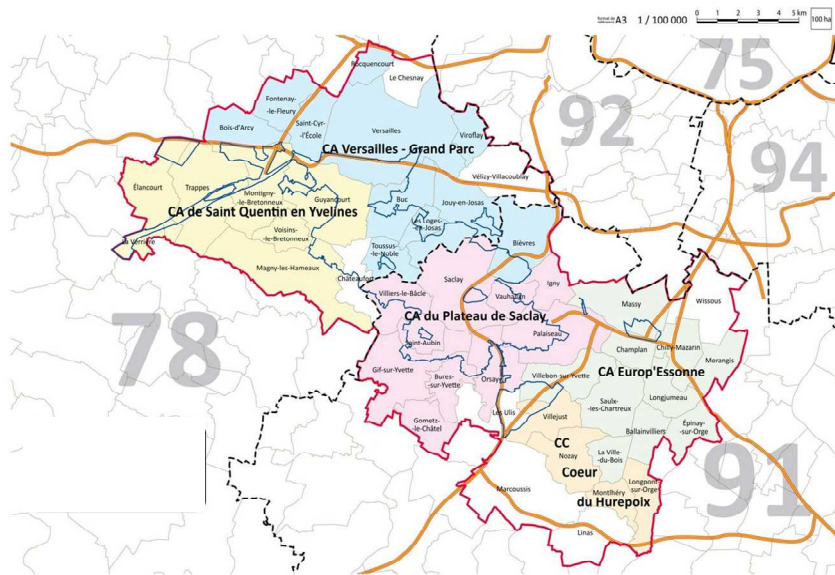 format de A3 1 / 100 000 0 1 2 3 4 5 km 100 ha
75
92
94
78
91
Rocquencourt
Le Chesnay
Fontenay-
-le-Fleury
Bois-d'Arcy
Saint-Cyr
-l'École
Versailles
Viroflay
CA Versailles - Grand Parc
Vélizy-Villacoublay
Élancourt
Trappes
Montigny
-le-Bretonneux
Guyancourt
CA de Saint Quentin en Yvelines
Voisins-
-le-Bretonneux
La Verrière
Magny-les-Hameaux
Châteaufort
Buc
Jouy-en-Josas
Les Loges-
-en-Josas
Toussus-
-le-Noble
Bièvres
Saclay
Igny
Villiers-le-Bâcle
Vauhallan
CA du Plateau de Saclay
Palaiseau
Saint-Aubin
Gif-sur-Yvette
Bures-
-sur-Yvette
Orsay
Gometz-
-le-Châtel
Les Ulis
Massy
Wissous
Champlan
Chilly-Mazarin
Morangis
CA Europ'Essonne
Villebon-sur-Yvette
Saulx-
-les-Chartreux
Longjumeau
Épinay-
-sur-Orge
Ballainvilliers
Villejust
CC
Nozay
La Ville-
-du-Bois
Coeur
Marcoussis
Longpont
-sur-Orge
Montlhéry
du Hurepoix
Linas